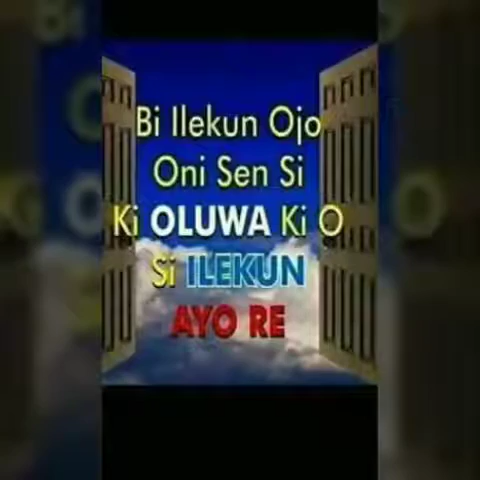 Bi Ilekun Ojo
Oni Sen Si
Ki OLUWA Ki O
Si ILEKUN
AYO RE